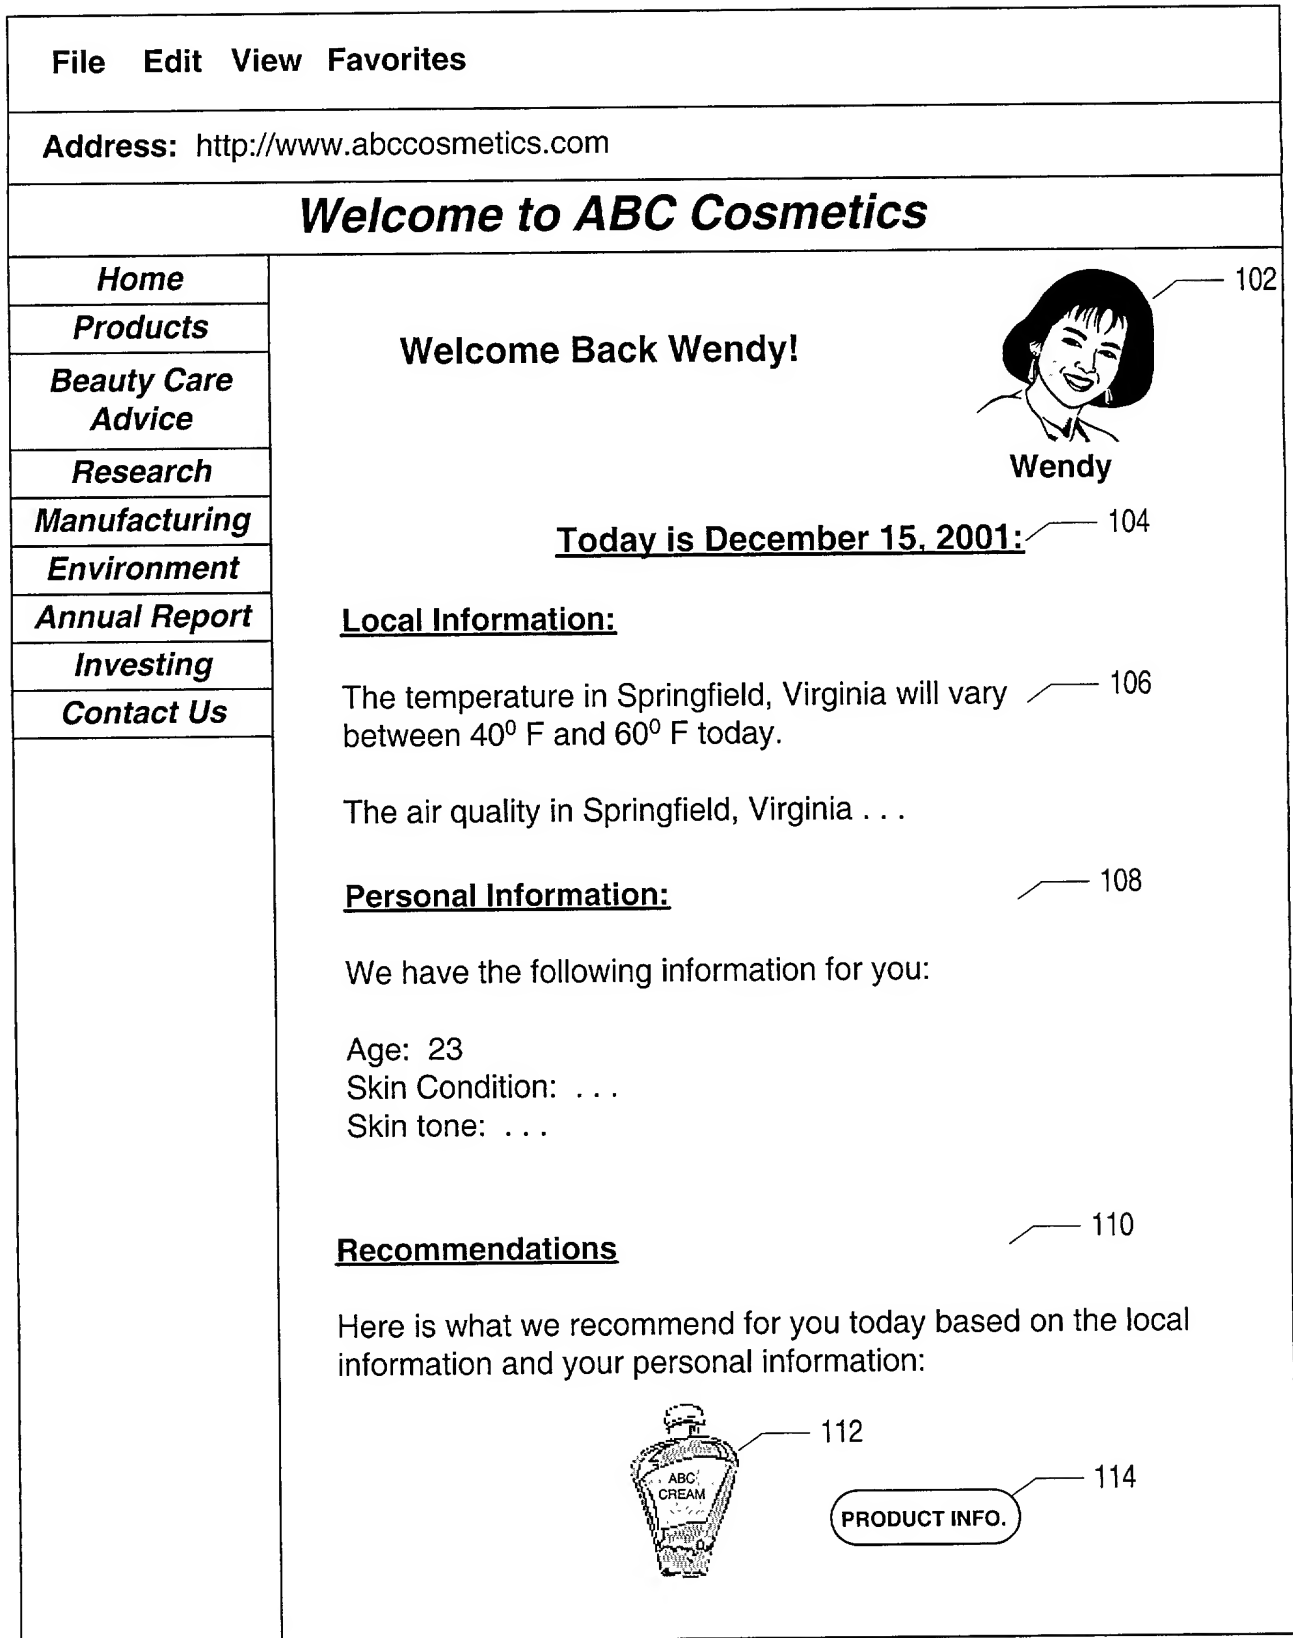 File Edit View Favorites
Address: http://www.abccosmetics.com
Welcome to ABC Cosmetics
Home
Products
Beauty Care
Advice
Research
Manufacturing
Environment
Annual Report
Investing
Contact Us
Welcome Back Wendy!
102
Wendy
Today is December 15, 2001:
104
Local Information:
The temperature in Springfield, Virginia will vary
106
between 40⁰ F and 60⁰ F today.
The air quality in Springfield, Virginia . . .
Personal Information:
108
We have the following information for you:
Age: 23
Skin Condition: . . .
Skin tone: . . .
Recommendations
110
Here is what we recommend for you today based on the local
information and your personal information:
ABC
CREAM
112
PRODUCT INFO.
114